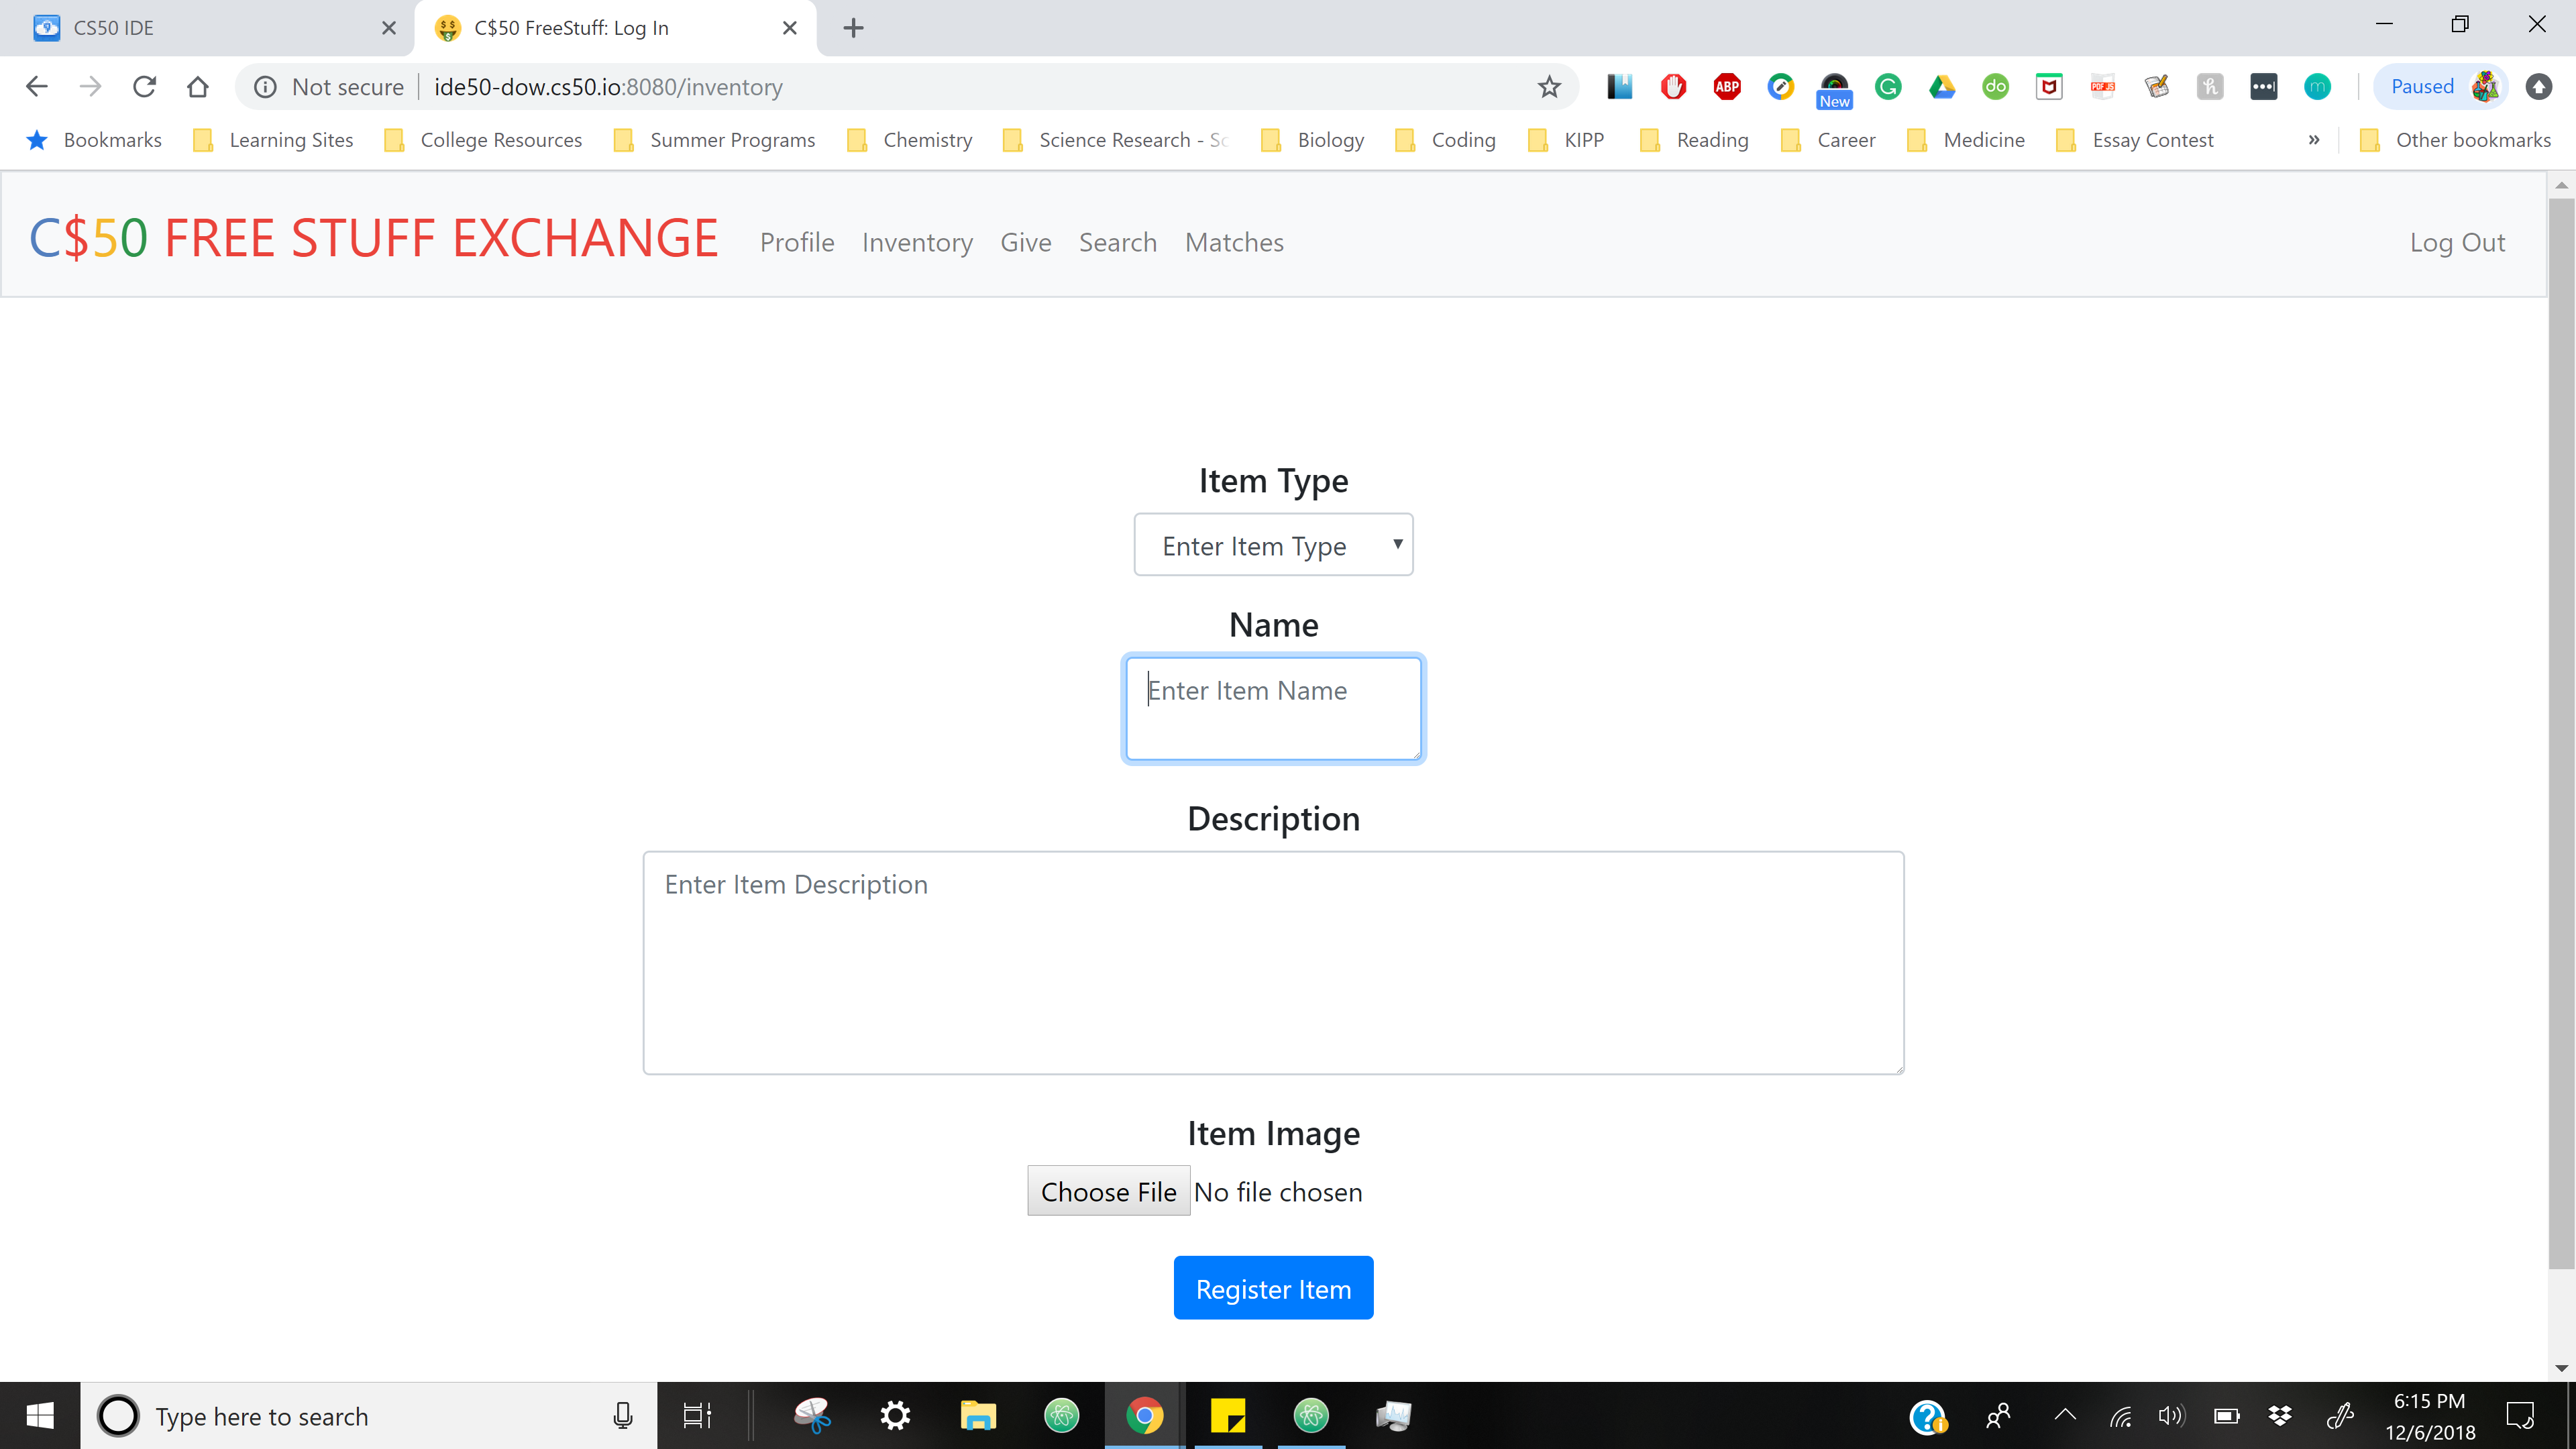 CS50 IDE
C$50 FreeStuff: Log In
Not secure
ide50-dow.cs50.io:8080/inventory
ABP
New
G
do
PDF JS
h
m
Paused
Bookmarks
Learning Sites
College Resources
Summer Programs
Chemistry
Science Research -
Biology
Coding
KIPP
Reading
Career
Medicine
Essay Contest
»
Other bookmarks
C$50 FREE STUFF EXCHANGE
Profile
Inventory
Give
Search
Matches
Log Out
Item Type
Enter Item Type
Name
Enter Item Name
Description
Enter Item Description
Item Image
Choose File No file chosen
Register Item
Type here to search
6:15 PM
12/6/2018